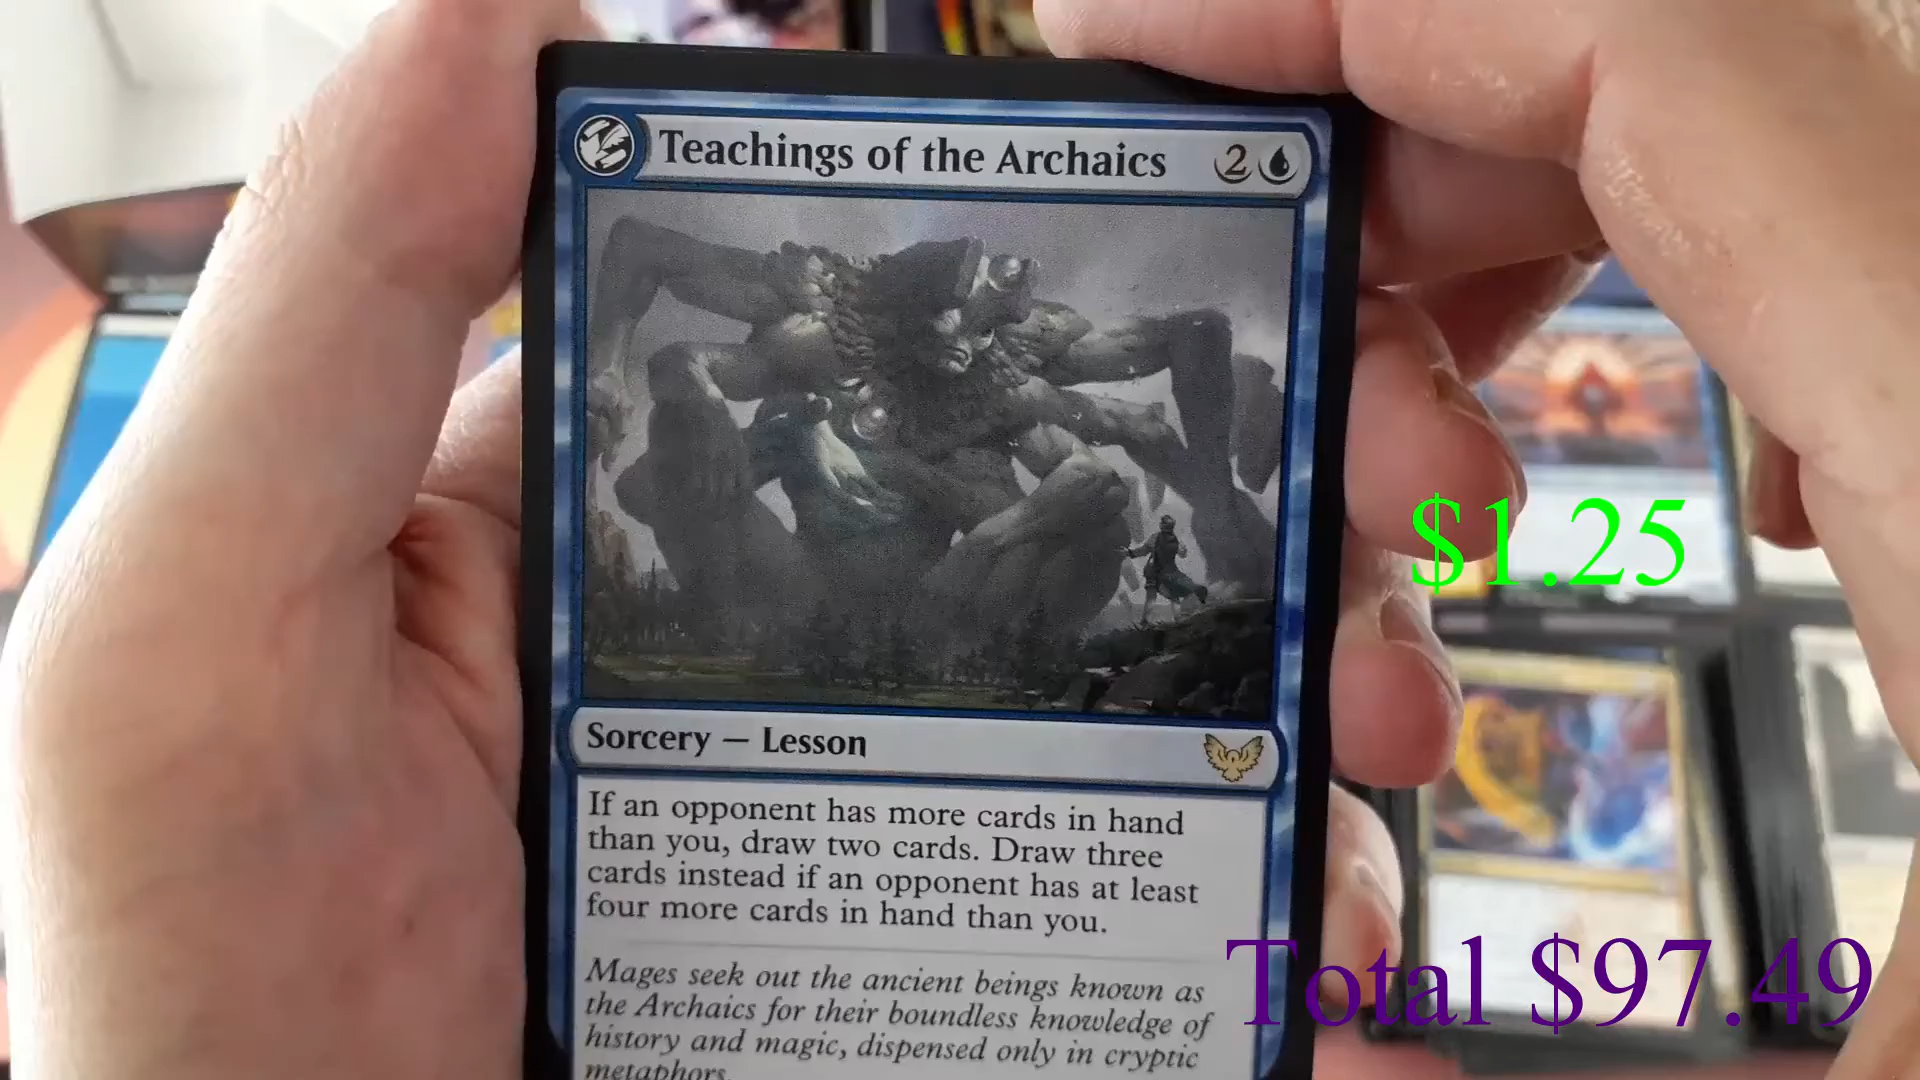 Teachings of the Archaics 2
$1.25
Sorcery — Lesson
If an opponent has more cards in hand
than you, draw two cards. Draw three
cards instead if an opponent has at least
four more cards in hand than you.
Mages seek out the ancient beings known as
the Archaics for their boundless knowledge of
history and magic, dispensed only in cryptic
metaphors.
Total $97.49